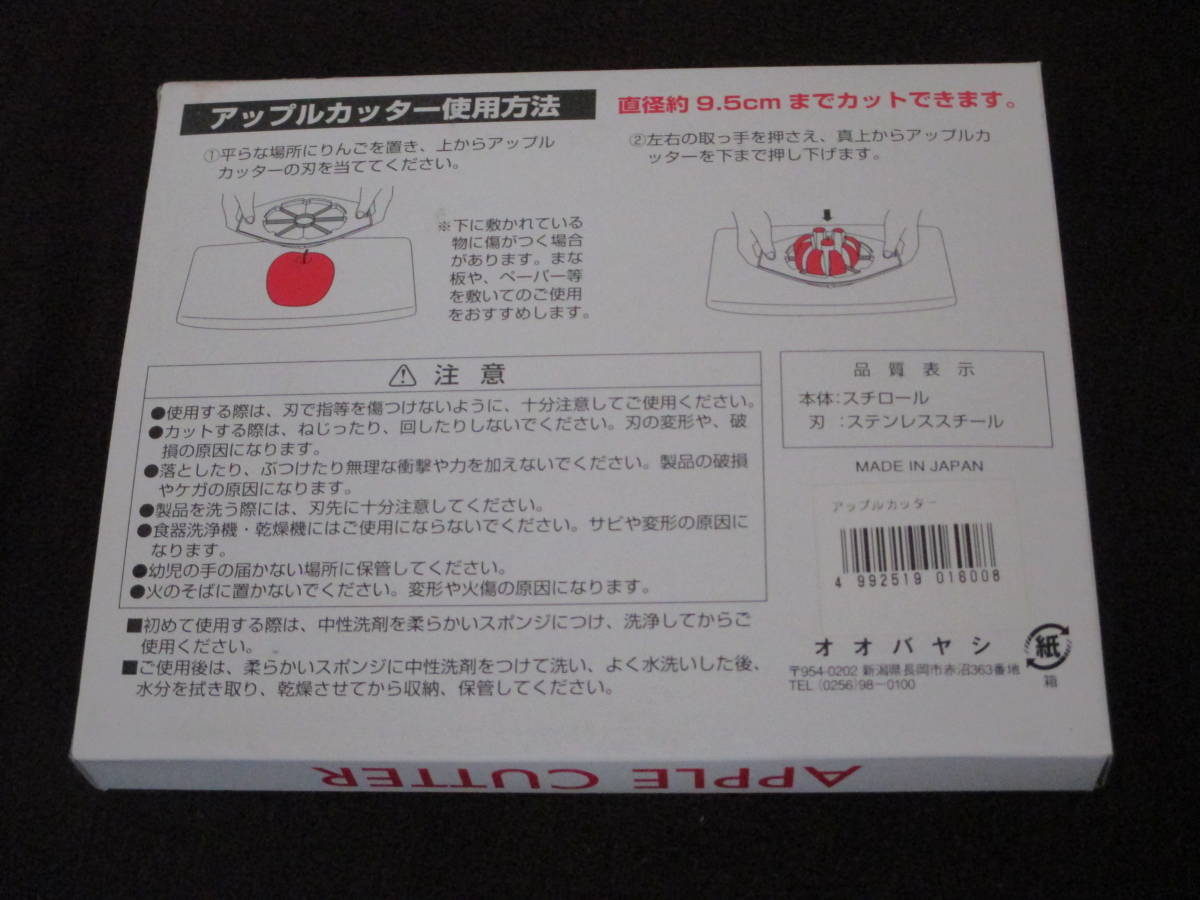 アップルカッター使用方法
直径約9.5cmまでカットできます。
①平らな場所にりんごを置き、上からアップル
カッターの刃を当ててください。
※下に敷かれている
物に傷がつく場合
があります。まな
板や、ペーパー等
を敷いてのご使用
をおすすめします。
②左右の取っ手を押さえ、真上からアップルカ
ッターを下まで押し下げます。
⚠ 注意
●使用する際は、刃で指等を傷つけないように、十分注意してご使用ください。
●カットする際は、ねじったり、回したりしないでください。刃の変形や、破
損の原因になります。
●落としたり、ぶつけたり無理な衝撃や力を加えないでください。製品の破損
やケガの原因になります。
●製品を洗う際には、刃先に十分注意してください。
●食器洗浄機・乾燥機にはご使用にならないでください。サビや変形の原因に
なります。
●幼児の手の届かない場所に保管してください。
●火のそばに置かないでください。変形や火傷の原因になります。
■初めて使用する際は、中性洗剤を柔らかいスポンジにつけ、洗浄してからご
使用ください。
■ご使用後は、柔らかいスポンジに中性洗剤をつけて洗い、よく水洗いした後、
水分を拭き取り、乾燥させてから収納、保管してください。
品質表示
本体：スチロール
刃：ステンレススチール
MADE IN JAPAN
アップルカッター
4 992519 016008
オオバヤシ
〒954-0202 新潟県長岡市赤沼363番地
TEL (0256)98－0100
紙
箱
APPLE CUTTER